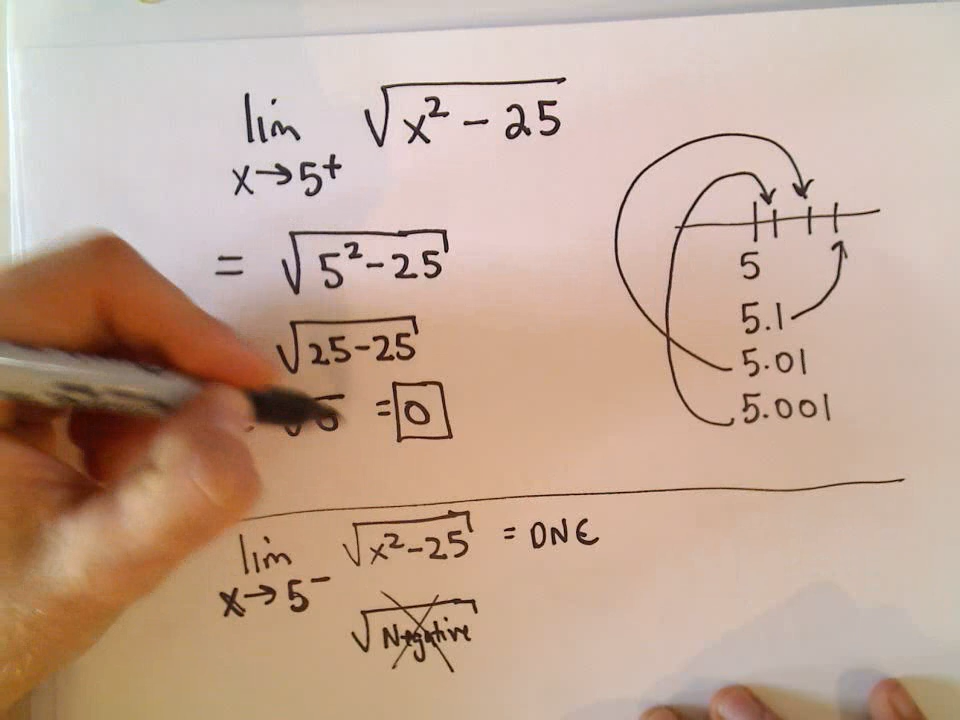 lim √(x² - 25)
x→5⁺
= √(5² - 25)
√(25 - 25)
= 0
5
5.1
5.01
5.001
lim √(x² - 25) = DNE
x→5⁻
√Negative